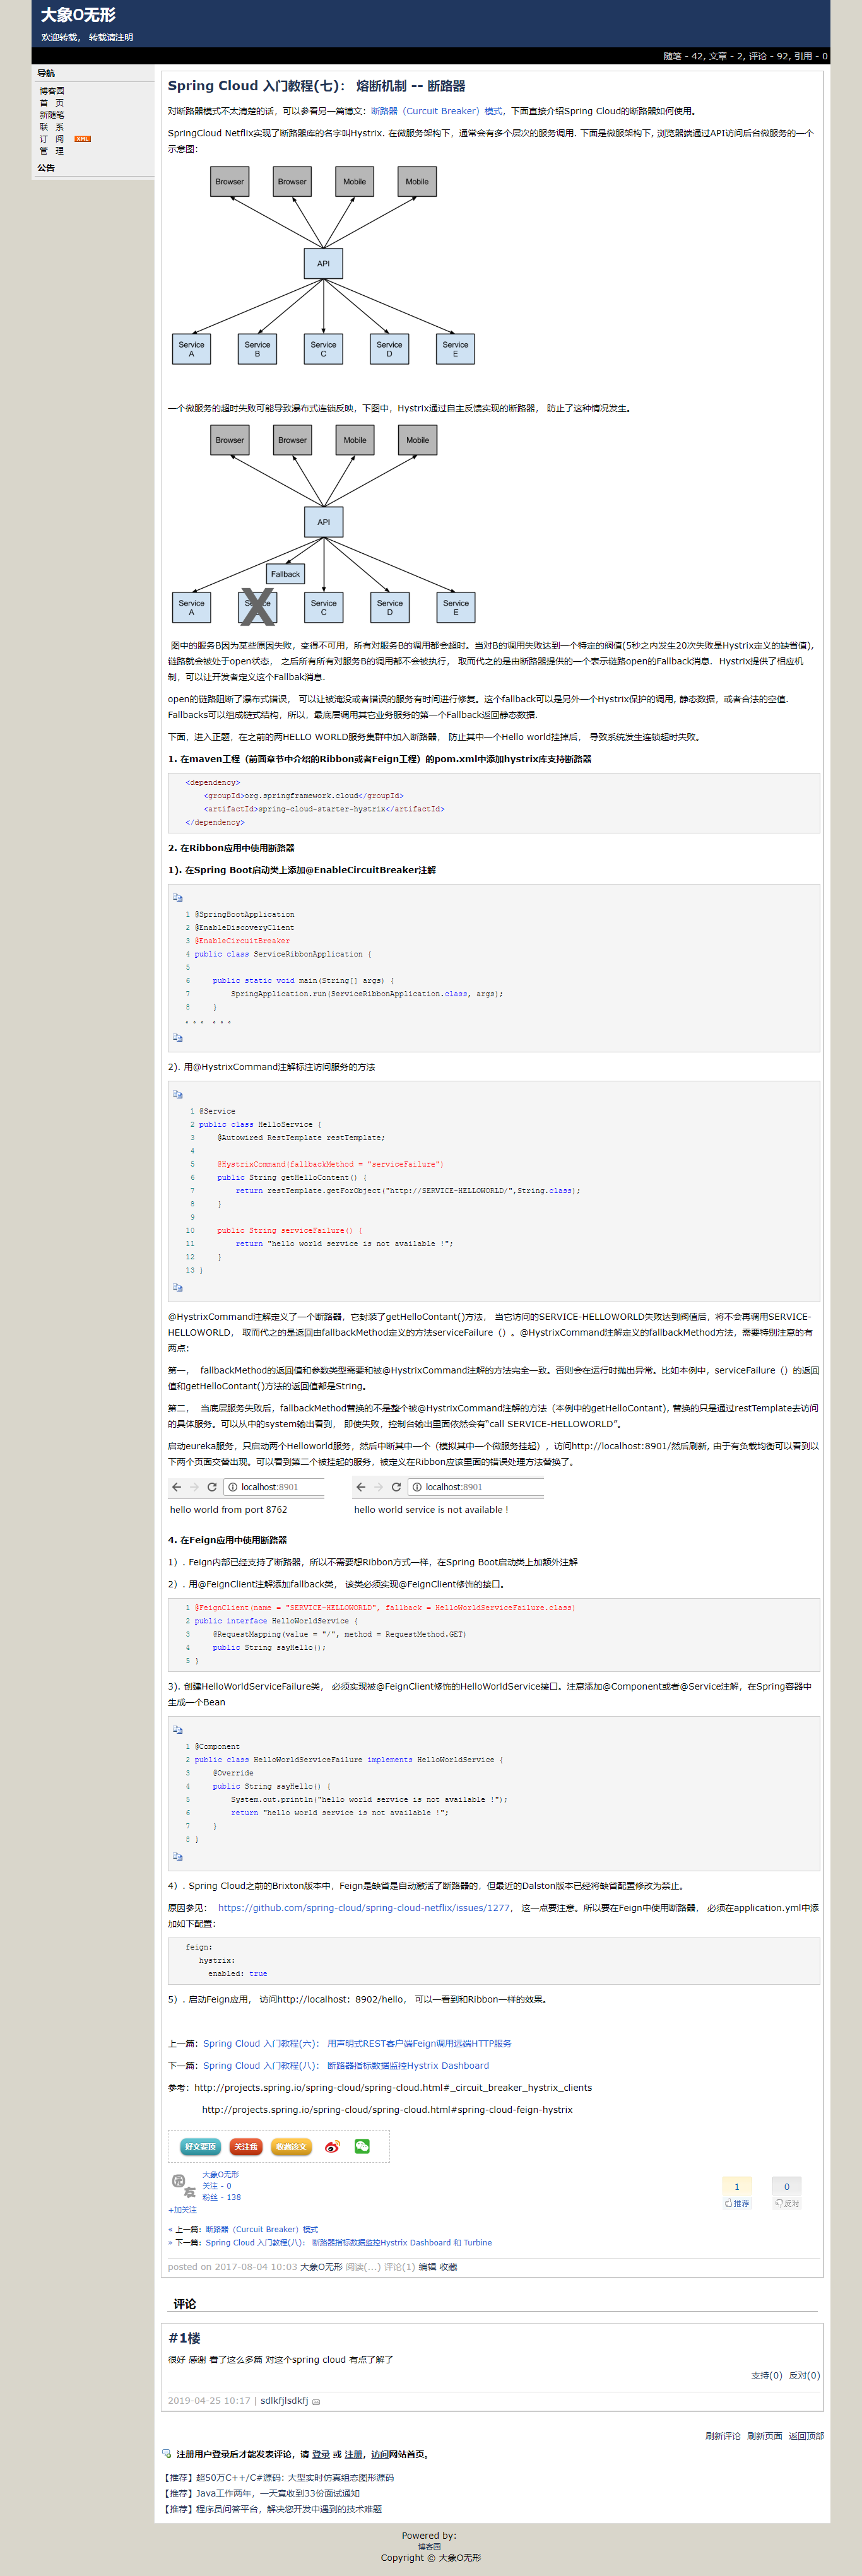 大象O无形
欢迎转载， 转载请注明
随笔 - 42, 文章 - 2, 评论 - 92, 引用 - 0
导航
博客园
首 页
新随笔
联 系
订 阅 XML
管 理
公告
Spring Cloud 入门教程(七)： 熔断机制 -- 断路器
对断路器模式不太清楚的话，可以参看另一篇博文：断路器（Curcuit Breaker）模式，下面直接介绍Spring Cloud的断路器如何使用。
SpringCloud Netflix实现了断路器库的名字叫Hystrix. 在微服务架构下，通常会有多个层次的服务调用. 下面是微服架构下, 浏览器端通过API访问后台微服务的一个
示意图：
Browser Browser Mobile Mobile
API
Service A Service B Service C Service D Service E
一个微服务的超时失败可能导致瀑布式连锁反映，下图中，Hystrix通过自主反馈实现的断路器， 防止了这种情况发生。
Browser Browser Mobile Mobile
API
Fallback
Service A X Service C Service D Service E
图中的服务B因为某些原因失败，变得不可用，所有对服务B的调用都会超时。当对B的调用失败达到一个特定的阀值(5秒之内发生20次失败是Hystrix定义的缺省值),
链路就会被处于open状态， 之后所有所有对服务B的调用都不会被执行， 取而代之的是由断路器提供的一个表示链路open的Fallback消息. Hystrix提供了相应机
制，可以让开发者定义这个Fallbak消息.
open的链路阻断了瀑布式错误， 可以让被淹没或者错误的服务有时间进行修复。这个fallback可以是另外一个Hystrix保护的调用, 静态数据，或者合法的空值.
Fallbacks可以组成链式结构，所以，最底层调用其它业务服务的第一个Fallback返回静态数据.
下面，进入正题，在之前的两HELLO WORLD服务集群中加入断路器， 防止其中一个Hello world挂掉后， 导致系统发生连锁超时失败。
1. 在maven工程（前面章节中介绍的Ribbon或者Feign工程）的pom.xml中添加hystrix库支持断路器
<dependency>
<groupId>org.springframework.cloud</groupId>
<artifactId>spring-cloud-starter-hystrix</artifactId>
</dependency>
2. 在Ribbon应用中使用断路器
1). 在Spring Boot启动类上添加@EnableCircuitBreaker注解
1 @SpringBootApplication
2 @EnableDiscoveryClient
3 @EnableCircuitBreaker
4 public class ServiceRibbonApplication {
5
6 public static void main(String[] args) {
7 SpringApplication.run(ServiceRibbonApplication.class, args);
8 }
。。。 。。。
2). 用@HystrixCommand注解标注访问服务的方法
1 @Service
2 public class HelloService {
3 @Autowired RestTemplate restTemplate;
4
5 @HystrixCommand(fallbackMethod = "serviceFailure")
6 public String getHelloContent() {
7 return restTemplate.getForObject("http://SERVICE-HELLOWORLD/",String.class);
8 }
9
10 public String serviceFailure() {
11 return "hello world service is not available !";
12 }
13 }
@HystrixCommand注解定义了一个断路器，它封装了getHelloContant()方法， 当它访问的SERVICE-HELLOWORLD失败达到阀值后，将不会再调用SERVICE-
HELLOWORLD， 取而代之的是返回由fallbackMethod定义的方法serviceFailure（）。@HystrixCommand注解定义的fallbackMethod方法，需要特别注意的有
两点：
第一， fallbackMethod的返回值和参数类型需要和被@HystrixCommand注解的方法完全一致。否则会在运行时抛出异常。比如本例中，serviceFailure（）的返回
值和getHelloContant()方法的返回值都是String。
第二， 当底层服务失败后，fallbackMethod替换的不是整个被@HystrixCommand注解的方法（本例中的getHelloContant), 替换的只是通过restTemplate去访问
的具体服务。可以从中的system输出看到， 即使失败，控制台输出里面依然会有“call SERVICE-HELLOWORLD”。
启动eureka服务，只启动两个Helloworld服务，然后中断其中一个（模拟其中一个微服务挂起），访问http://localhost:8901/然后刷新, 由于有负载均衡可以看到以
下两个页面交替出现。可以看到第二个被挂起的服务，被定义在Ribbon应该里面的错误处理方法替换了。
localhost:8901 localhost:8901
hello world from port 8762 hello world service is not available !
4. 在Feign应用中使用断路器
1）. Feign内部已经支持了断路器，所以不需要想Ribbon方式一样，在Spring Boot启动类上加额外注解
2）. 用@FeignClient注解添加fallback类， 该类必须实现@FeignClient修饰的接口。
1 @FeignClient(name = "SERVICE-HELLOWORLD", fallback = HelloWorldServiceFailure.class)
2 public interface HelloWorldService {
3 @RequestMapping(value = "/", method = RequestMethod.GET)
4 public String sayHello();
5 }
3). 创建HelloWorldServiceFailure类， 必须实现被@FeignClient修饰的HelloWorldService接口。注意添加@Component或者@Service注解，在Spring容器中
生成一个Bean
1 @Component
2 public class HelloWorldServiceFailure implements HelloWorldService {
3 @Override
4 public String sayHello() {
5 System.out.println("hello world service is not available !");
6 return "hello world service is not available !";
7 }
8 }
4）. Spring Cloud之前的Brixton版本中，Feign是缺省是自动激活了断路器的，但最近的Dalston版本已经将缺省配置修改为禁止。
原因参见： https://github.com/spring-cloud/spring-cloud-netflix/issues/1277， 这一点要注意。所以要在Feign中使用断路器， 必须在application.yml中添
加如下配置：
feign:
hystrix:
enabled: true
5）. 启动Feign应用， 访问http://localhost：8902/hello， 可以一看到和Ribbon一样的效果。
上一篇：Spring Cloud 入门教程(六)： 用声明式REST客户端Feign调用远端HTTP服务
下一篇：Spring Cloud 入门教程(八)： 断路器指标数据监控Hystrix Dashboard
参考：http://projects.spring.io/spring-cloud/spring-cloud.html#_circuit_breaker_hystrix_clients
http://projects.spring.io/spring-cloud/spring-cloud.html#spring-cloud-feign-hystrix
好文要顶 关注我 收藏该文
大象O无形
关注 - 0
粉丝 - 138
+加关注
1 0
推荐 反对
« 上一篇：断路器（Curcuit Breaker）模式
» 下一篇：Spring Cloud 入门教程(八)： 断路器指标数据监控Hystrix Dashboard 和 Turbine
posted on 2017-08-04 10:03 大象O无形 阅读(...) 评论(1) 编辑 收藏
评论
#1楼
很好 感谢 看了这么多篇 对这个spring cloud 有点了解了
支持(0) 反对(0)
2019-04-25 10:17 | sdlkfjlsdkfj
刷新评论 刷新页面 返回顶部
注册用户登录后才能发表评论，请 登录 或 注册，访问网站首页。
【推荐】超50万C++/C#源码: 大型实时仿真组态图形源码
【推荐】Java工作两年，一天竟收到33份面试通知
【推荐】程序员问答平台，解决您开发中遇到的技术难题
Powered by:
博客园
Copyright © 大象O无形